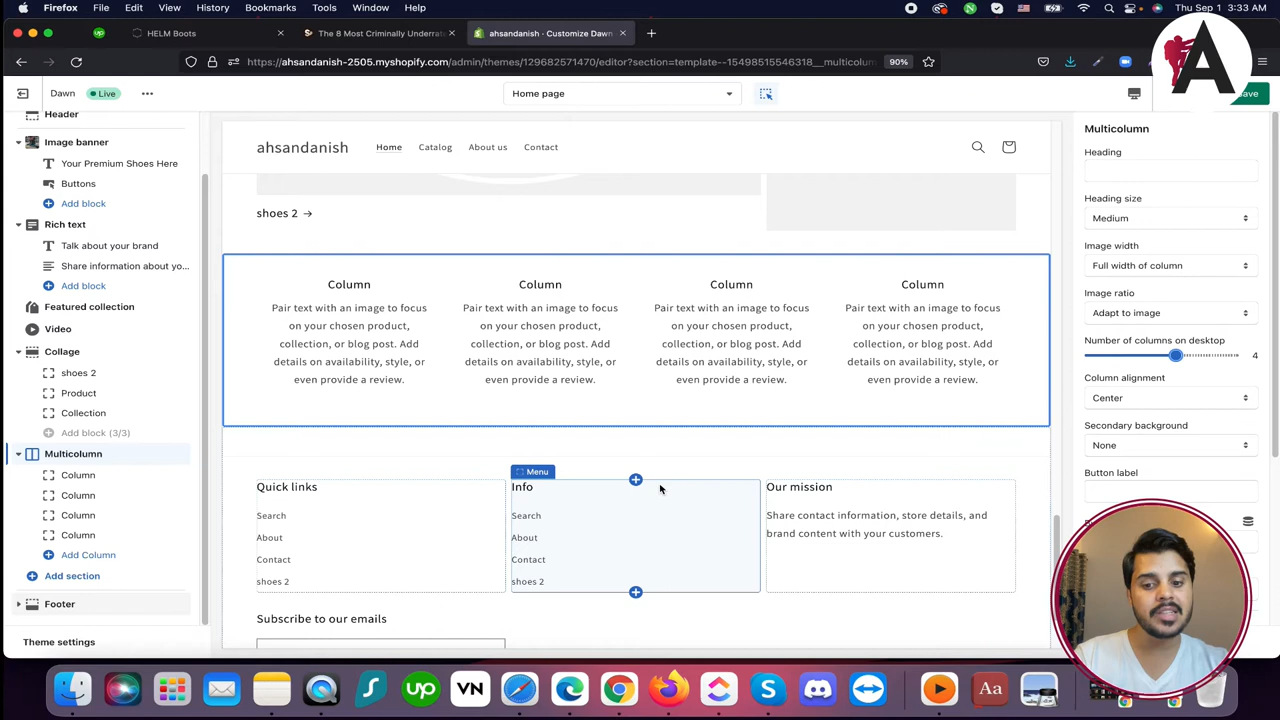 Firefox File Edit View History Bookmarks Tools Window Help
Thu 5 May 3:33 AM
HELM Boots
The 8 Most Criminally Underrate
ahsandanish · Customize Dawn
https://ahsandanish-2505.myshopify.com/admin/themes/129682571470/editor?section=template--15498515546318__multicolum
90%
Dawn
Live
Home page
Save
Header
Image banner
Your Premium Shoes Here
Buttons
Add block
Rich text
Talk about your brand
Share information about yo...
Add block
Featured collection
Video
Collage
shoes 2
Product
Collection
Add block (3/3)
Multicolumn
Column
Column
Column
Column
Add Column
Add section
Footer
Theme settings
ahsandanish
Home Catalog About us Contact
shoes 2 →
Column
Pair text with an image to focus
on your chosen product,
collection, or blog post. Add
details on availability, style, or
even provide a review.
Column
Pair text with an image to focus
on your chosen product,
collection, or blog post. Add
details on availability, style, or
even provide a review.
Column
Pair text with an image to focus
on your chosen product,
collection, or blog post. Add
details on availability, style, or
even provide a review.
Column
Pair text with an image to focus
on your chosen product,
collection, or blog post. Add
details on availability, style, or
even provide a review.
Quick links
Search
About
Contact
shoes 2
Menu
Info
Search
About
Contact
shoes 2
Our mission
Share contact information, store details, and
brand content with your customers.
Subscribe to our emails
Multicolumn
Heading
Heading size
Medium
Image width
Full width of column
Image ratio
Adapt to image
Number of columns on desktop
4
Column alignment
Center
Secondary background
None
Button label
up
VN
Aa